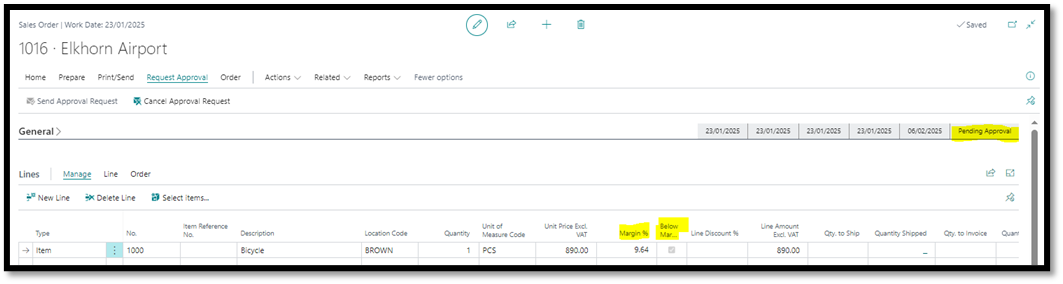 Sales Order | Work Date: 23/01/2025
Saved
1016 · Elkhorn Airport
Home Prepare Print/Send Request Approval Order Actions Related Reports Fewer options
Send Approval Request Cancel Approval Request
General 23/01/2025 23/01/2025 23/01/2025 23/01/2025 06/02/2025 Pending Approval
Lines Manage Line Order
New Line Delete Line Select Items...
Type No. Item Reference No. Description Location Code Quantity Unit of Measure Code Unit Price Excl. VAT Margin % Below Mar... Line Discount % Line Amount Excl. VAT Qty. to Ship Quantity Shipped Qty. to Invoice Quan
Item 1000 Bicycle BROWN 1 PCS 890.00 9.64 890.00 _